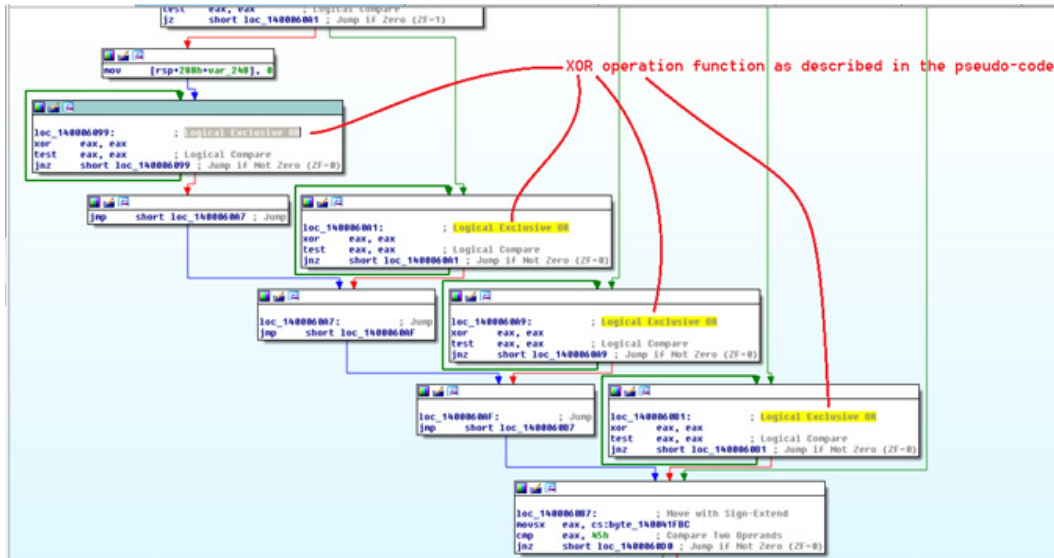 test eax, eax ; Logical Compare
jz short loc_1400060A1 ; Jump if Zero (ZF=1)
mov [rsp+288h+var_248], 0
XOR operation function as described in the pseudo-code
loc_140006099: ; Logical Exclusive OR
xor eax, eax
test eax, eax ; Logical Compare
jnz short loc_140006099 ; Jump if Not Zero (ZF=0)
jmp short loc_1400060A7 ; Jump
loc_1400060A1: ; Logical Exclusive OR
xor eax, eax
test eax, eax ; Logical Compare
jnz short loc_1400060A1 ; Jump if Not Zero (ZF=0)
loc_1400060A7: ; Jump
jmp short loc_1400060AF
loc_1400060A9: ; Logical Exclusive OR
xor eax, eax
test eax, eax ; Logical Compare
jnz short loc_1400060A9 ; Jump if Not Zero (ZF=0)
loc_1400060AF: ; Jump
jmp short loc_1400060B7
loc_1400060B1: ; Logical Exclusive OR
xor eax, eax
test eax, eax ; Logical Compare
jnz short loc_1400060B1 ; Jump if Not Zero (ZF=0)
loc_1400060B7: ; Move with Sign-Extend
movsx eax, cs:byte_140041FBC
cmp eax, 45h ; Compare Two Operands
jnz short loc_1400060D0 ; Jump if Not Zero (ZF=0)